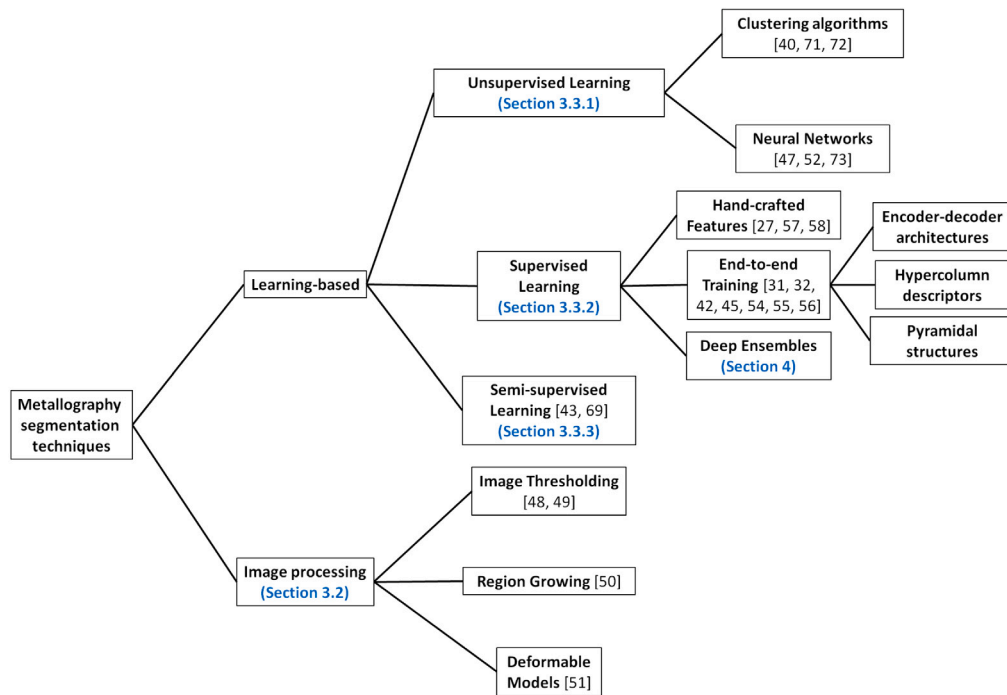 Clustering algorithms
[40, 71, 72]
Unsupervised Learning
(Section 3.3.1)
Neural Networks
[47, 52, 73]
Hand-crafted
Features [27, 57, 58]
Encoder-decoder
architectures
Learning-based
Supervised
Learning
(Section 3.3.2)
End-to-end
Training [31, 32,
42, 45, 54, 55, 56]
Hypercolumn
descriptors
Pyramidal
structures
Deep Ensembles
(Section 4)
Metallography
segmentation
techniques
Semi-supervised
Learning [43, 69]
(Section 3.3.3)
Image Thresholding
[48, 49]
Image processing
(Section 3.2)
Region Growing [50]
Deformable
Models [51]